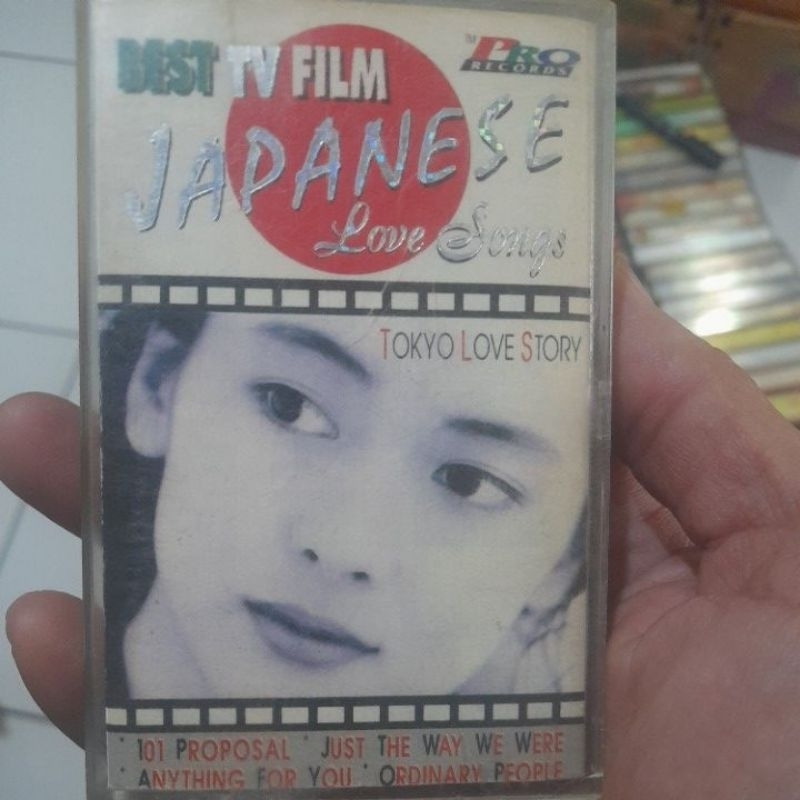 BEST TV FILM
TM PRO
RECORDS
JAPANESE
Love Songs
TOKYO LOVE STORY
* 101 PROPOSAL * JUST THE WAY WE WERE
* ANYTHING FOR YOU * ORDINARY PEOPLE